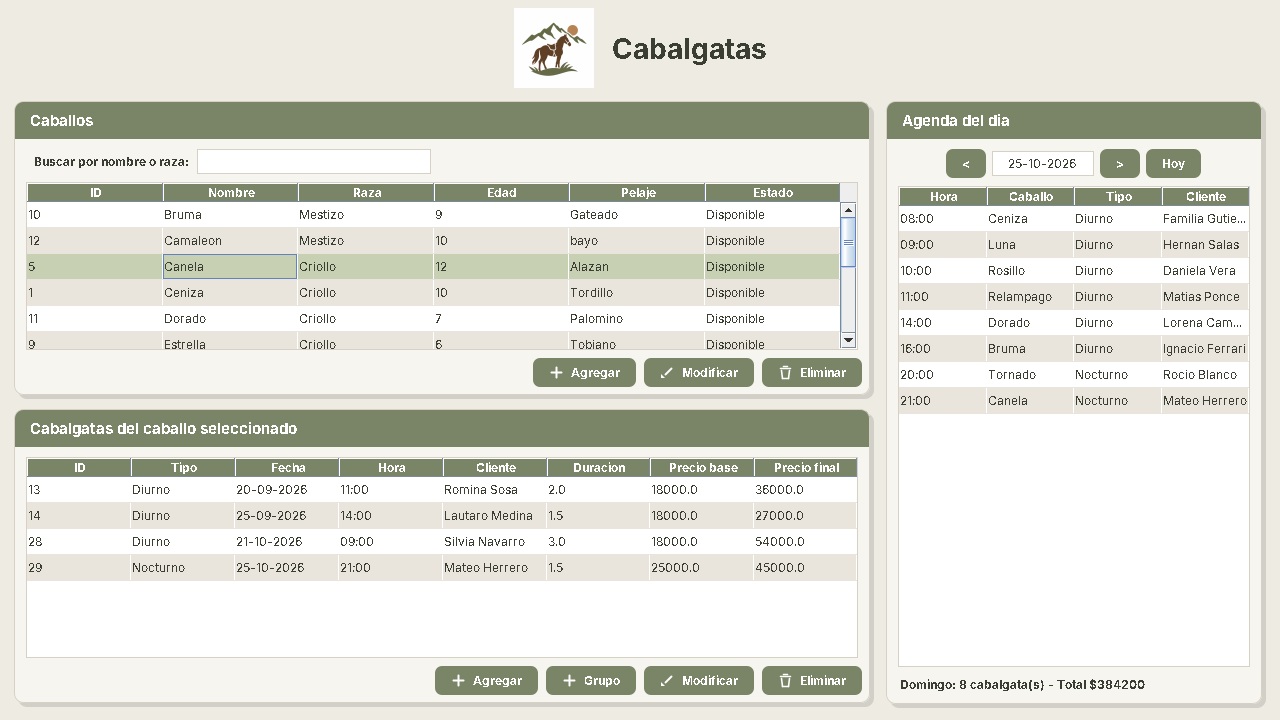 Cabalgatas
Caballos
Buscar por nombre o raza:
ID Nombre Raza Edad Pelaje Estado
10 Bruma Mestizo 9 Gateado Disponible
12 Camaleon Mestizo 10 bayo Disponible
5 Canela Criollo 12 Alazan Disponible
1 Ceniza Criollo 10 Tordillo Disponible
11 Dorado Criollo 7 Palomino Disponible
9 Estrella Criollo 6 Tobiano Disponible
Agregar Modificar Eliminar
Cabalgatas del caballo seleccionado
ID Tipo Fecha Hora Cliente Duracion Precio base Precio final
13 Diurno 20-09-2026 11:00 Romina Sosa 2.0 18000.0 36000.0
14 Diurno 25-09-2026 14:00 Lautaro Medina 1.5 18000.0 27000.0
28 Diurno 21-10-2026 09:00 Silvia Navarro 3.0 18000.0 54000.0
29 Nocturno 25-10-2026 21:00 Mateo Herrero 1.5 25000.0 45000.0
Agregar Grupo Modificar Eliminar
Agenda del dia
< 25-10-2026 > Hoy
Hora Caballo Tipo Cliente
08:00 Ceniza Diurno Familia Gutie...
09:00 Luna Diurno Hernan Salas
10:00 Rosillo Diurno Daniela Vera
11:00 Relampago Diurno Matias Ponce
14:00 Dorado Diurno Lorena Cam...
16:00 Bruma Diurno Ignacio Ferrari
20:00 Tornado Nocturno Rocio Blanco
21:00 Canela Nocturno Mateo Herrero
Domingo: 8 cabalgata(s) - Total $384200